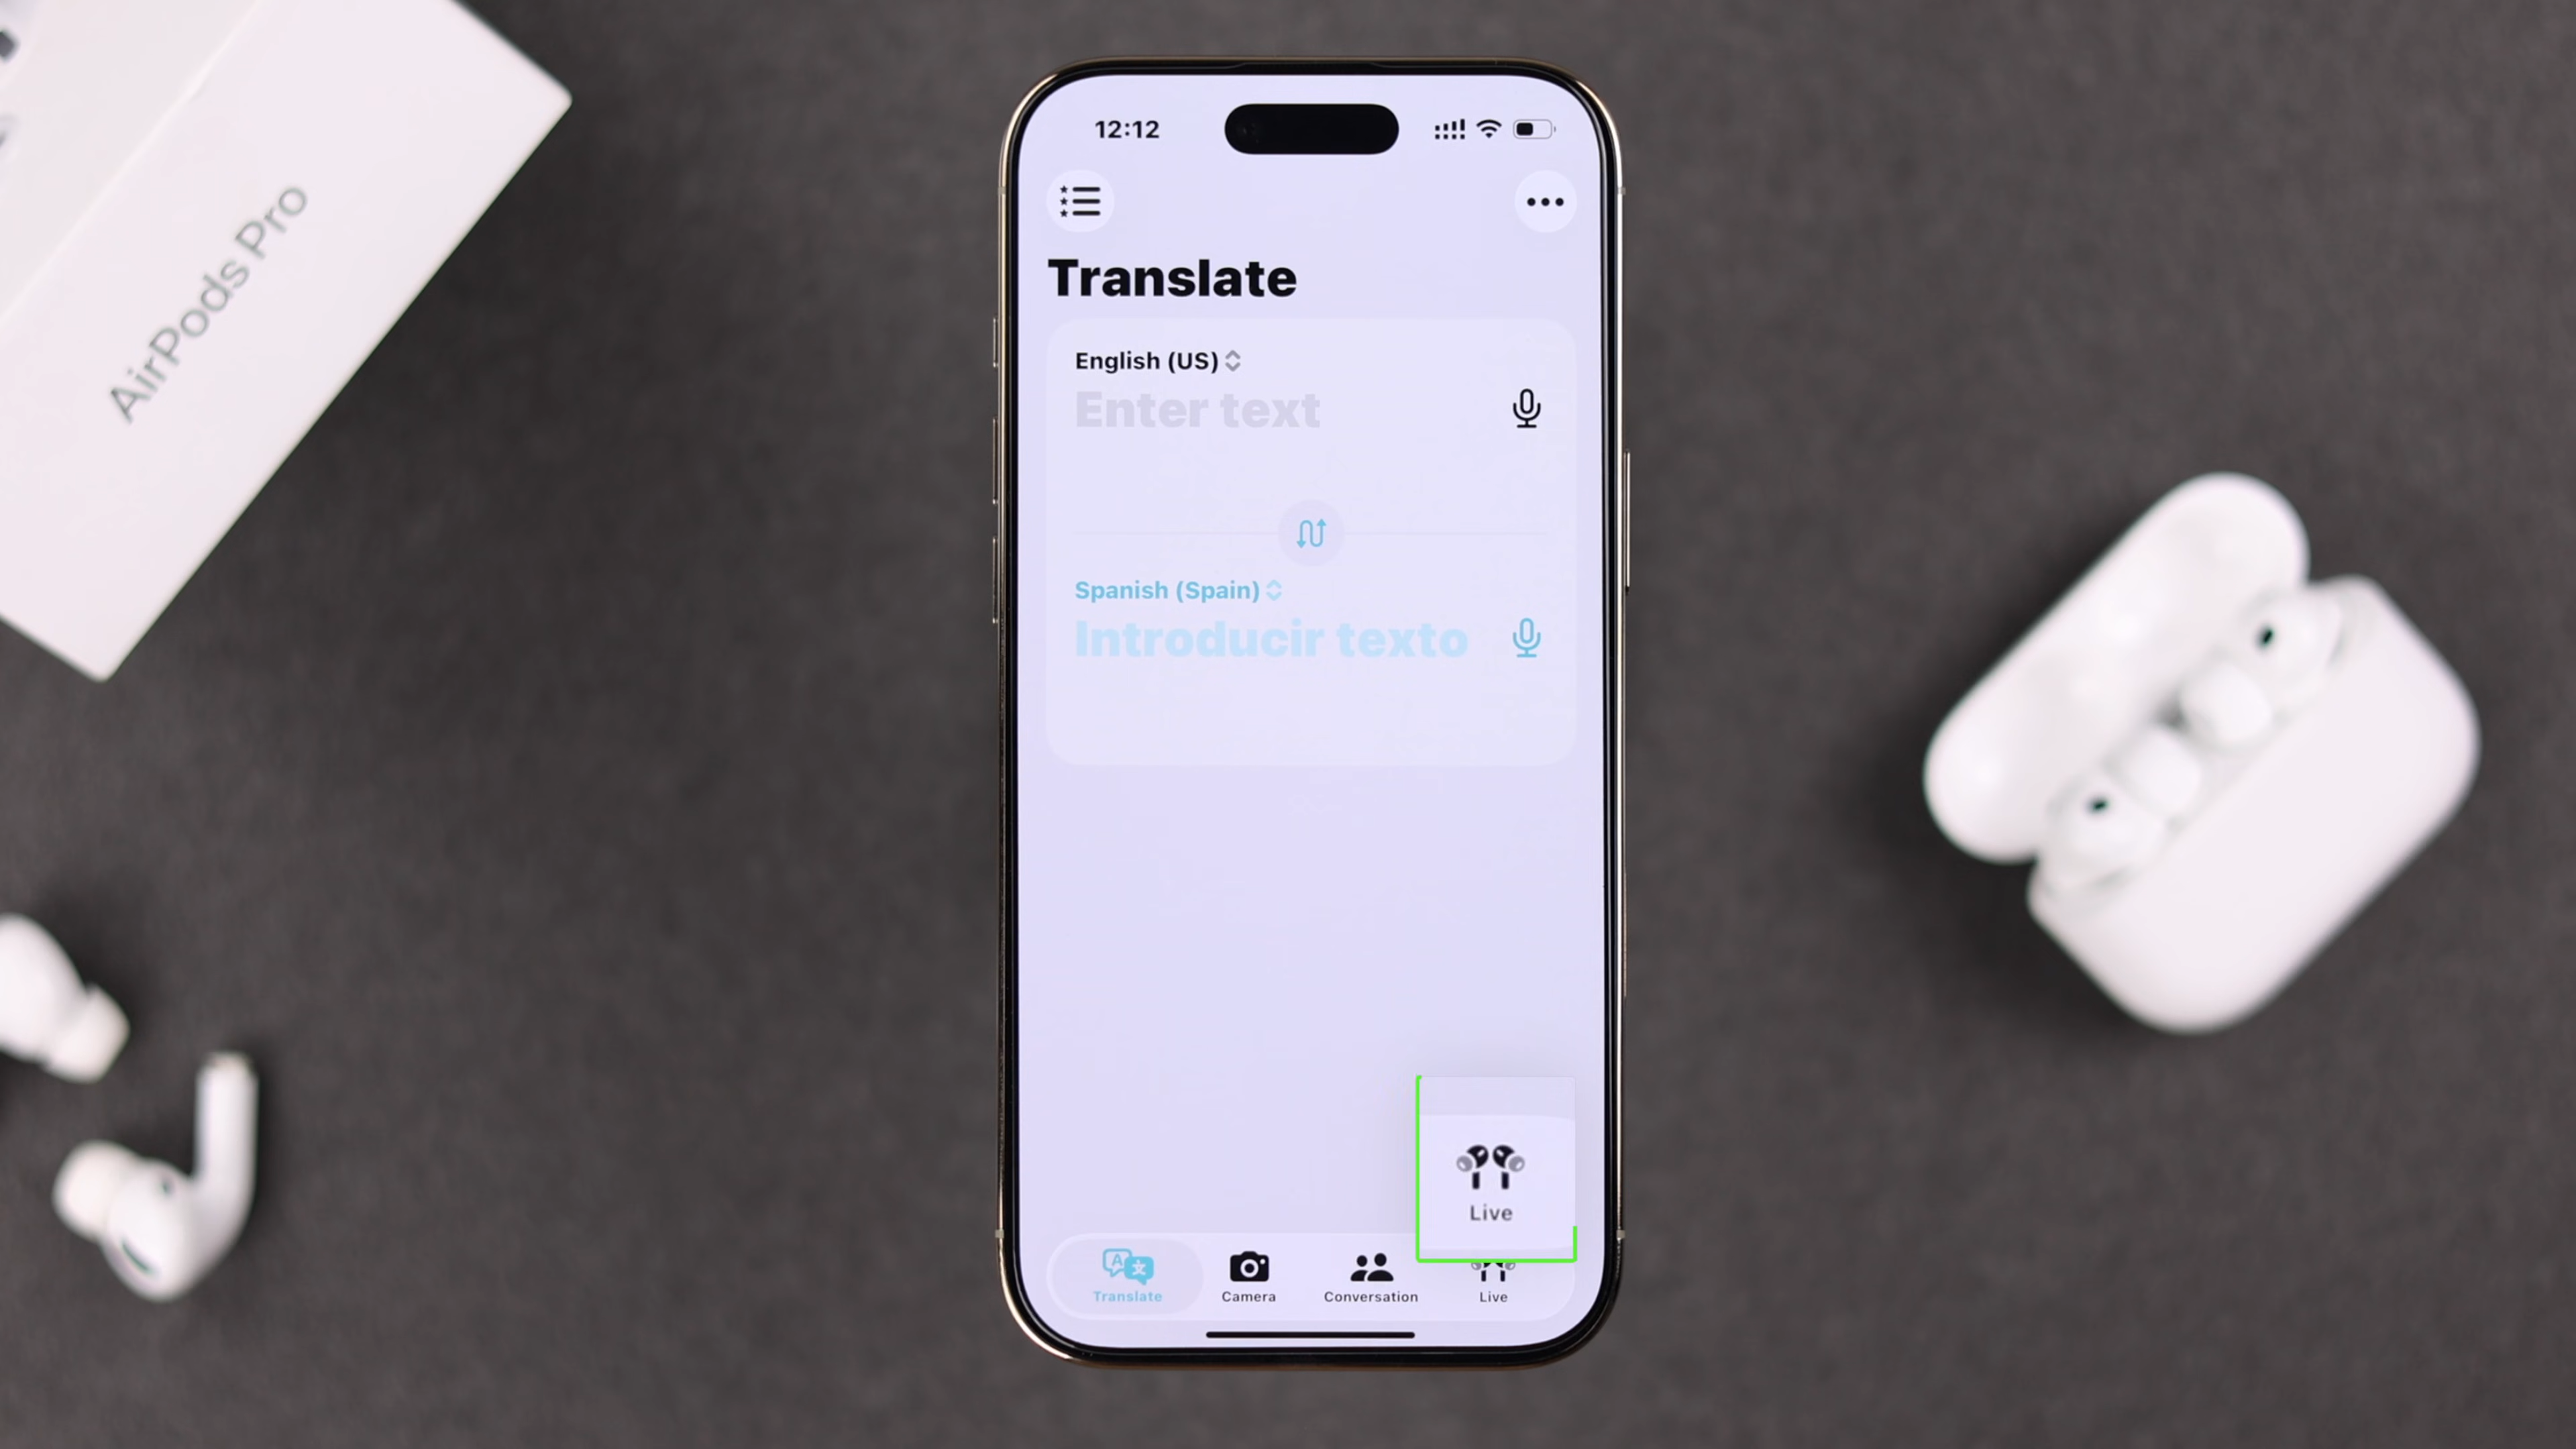 AirPods Pro
12:12
Translate
English (US)
Enter text
Spanish (Spain)
Introducir texto
Live
Translate
Camera
Conversation
Live